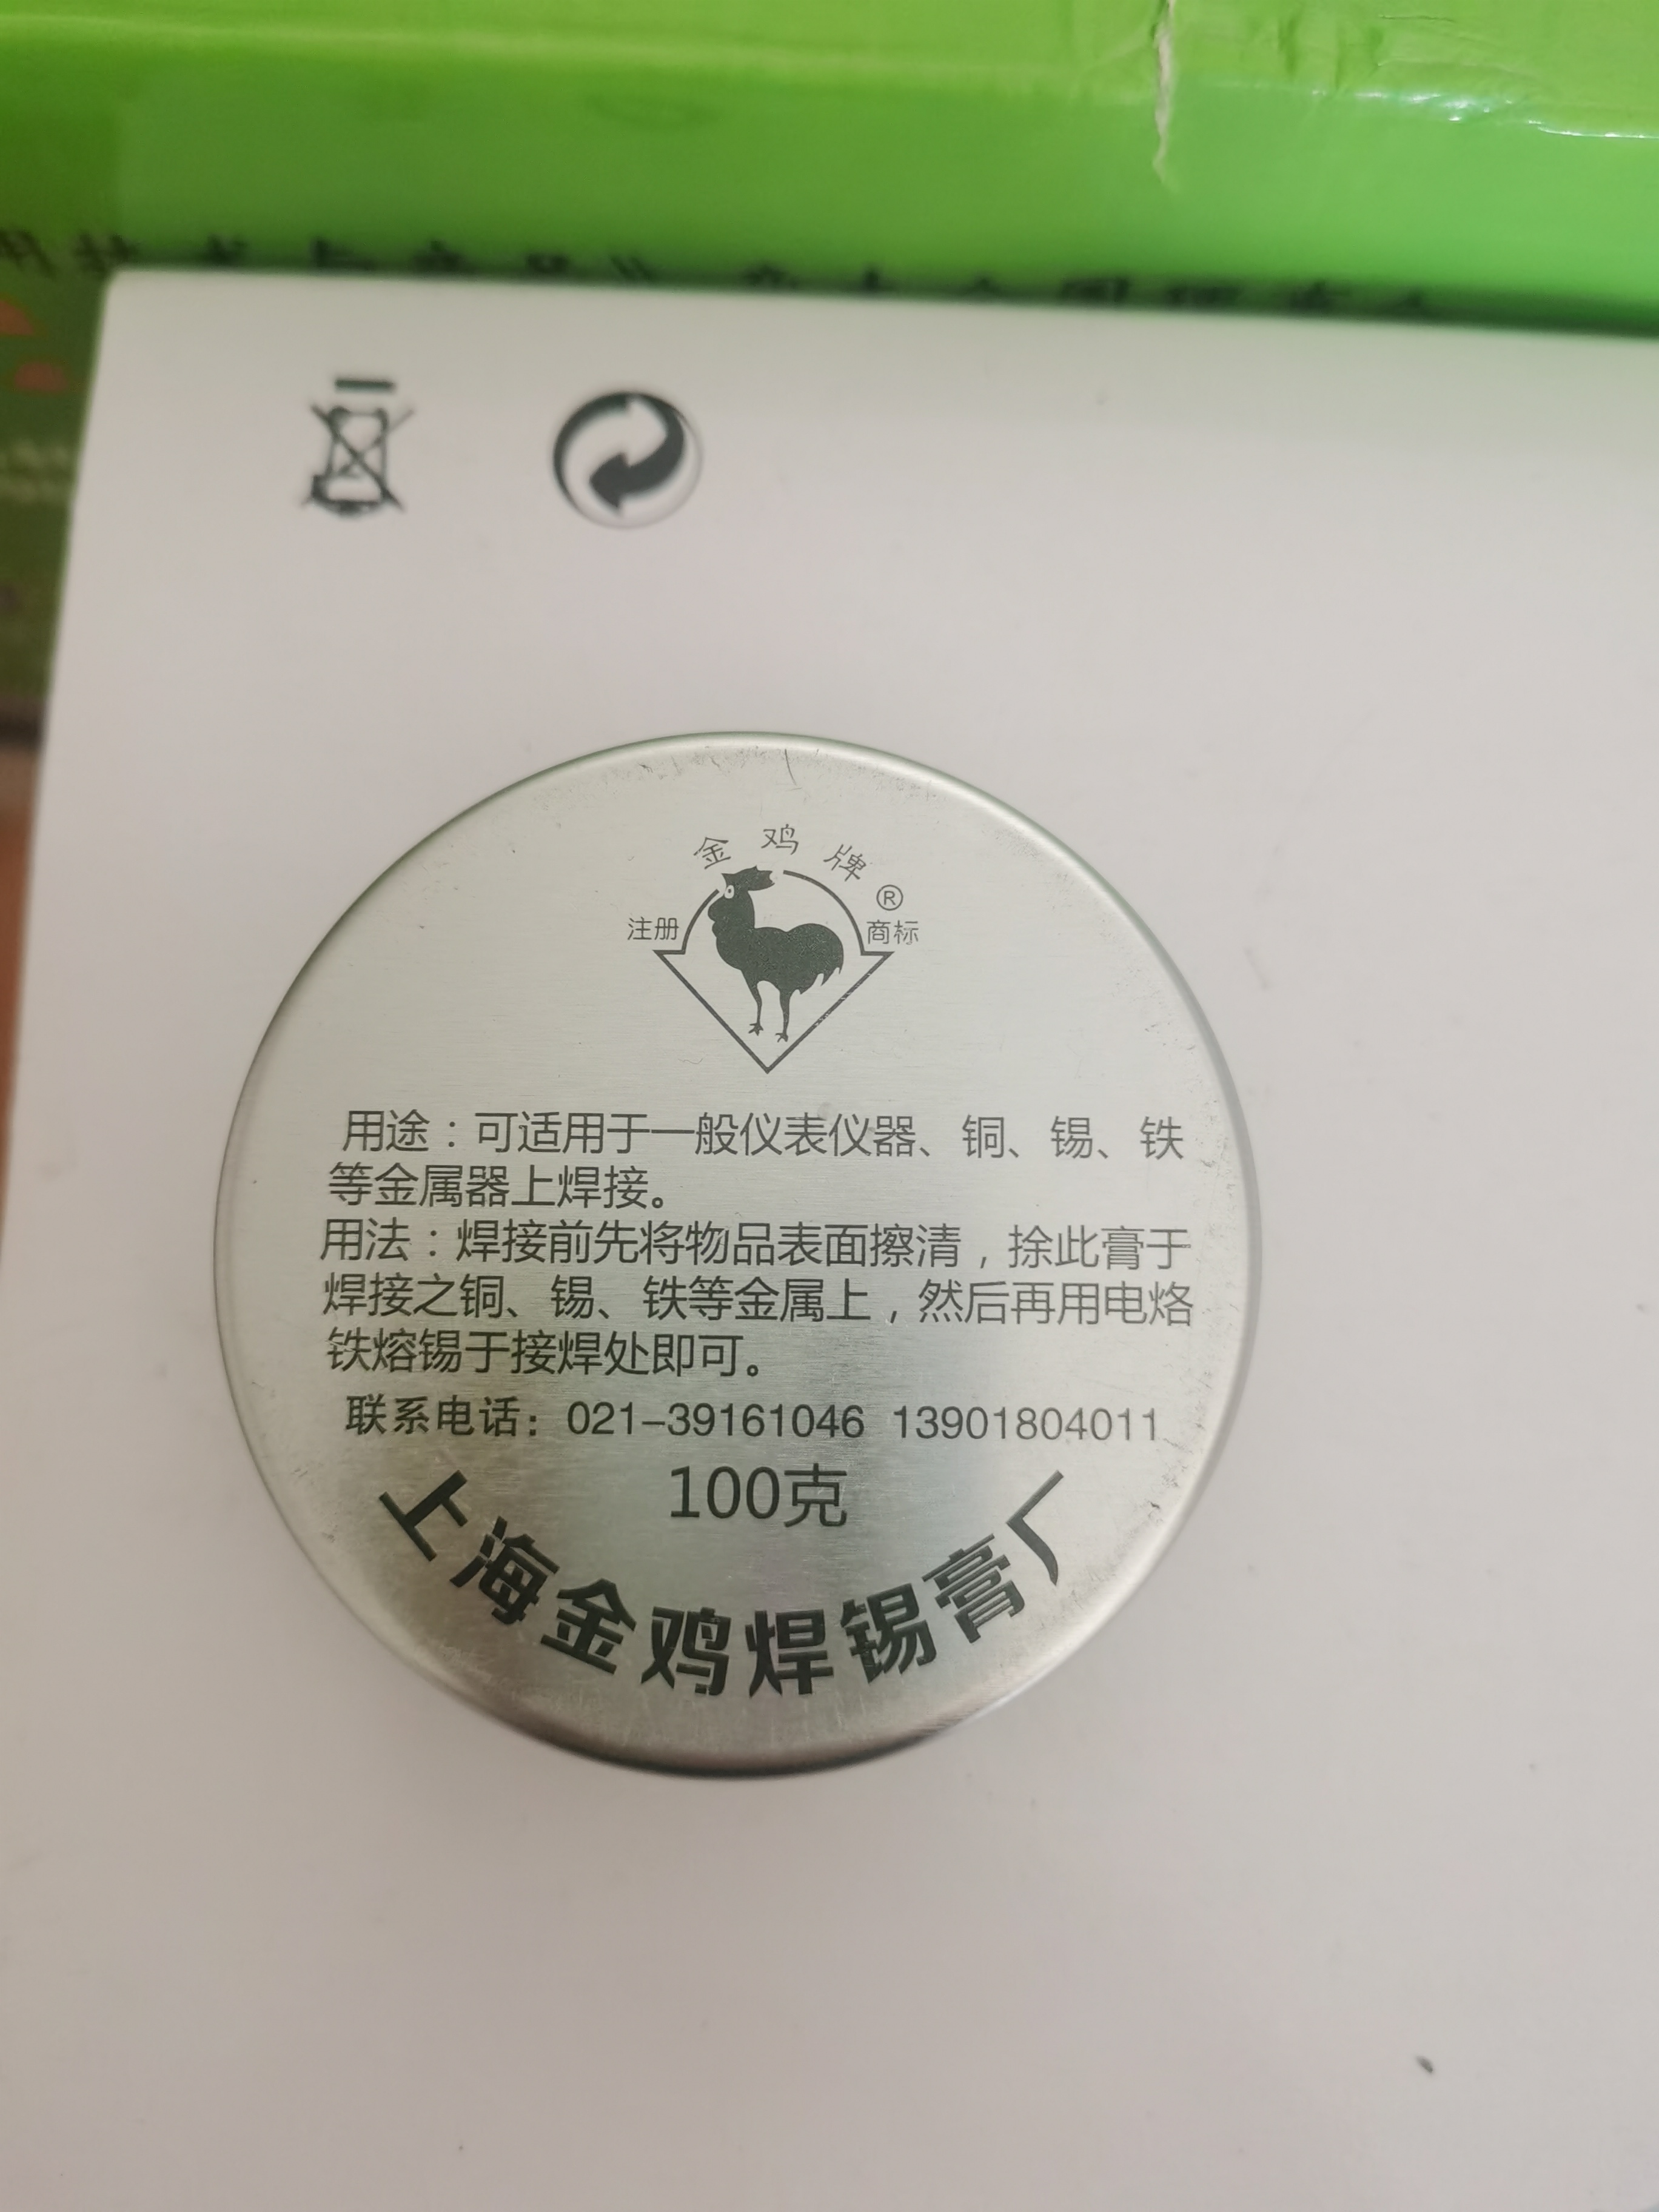 金鸡牌
®
注册 商标
用途：可适用于一般仪表仪器、铜、锡、铁
等金属器上焊接。
用法：焊接前先将物品表面擦清，捈此膏于
焊接之铜、锡、铁等金属上，然后再用电烙
铁熔锡于接焊处即可。
联系电话：021-39161046 13901804011
100克
上海金鸡焊锡膏厂